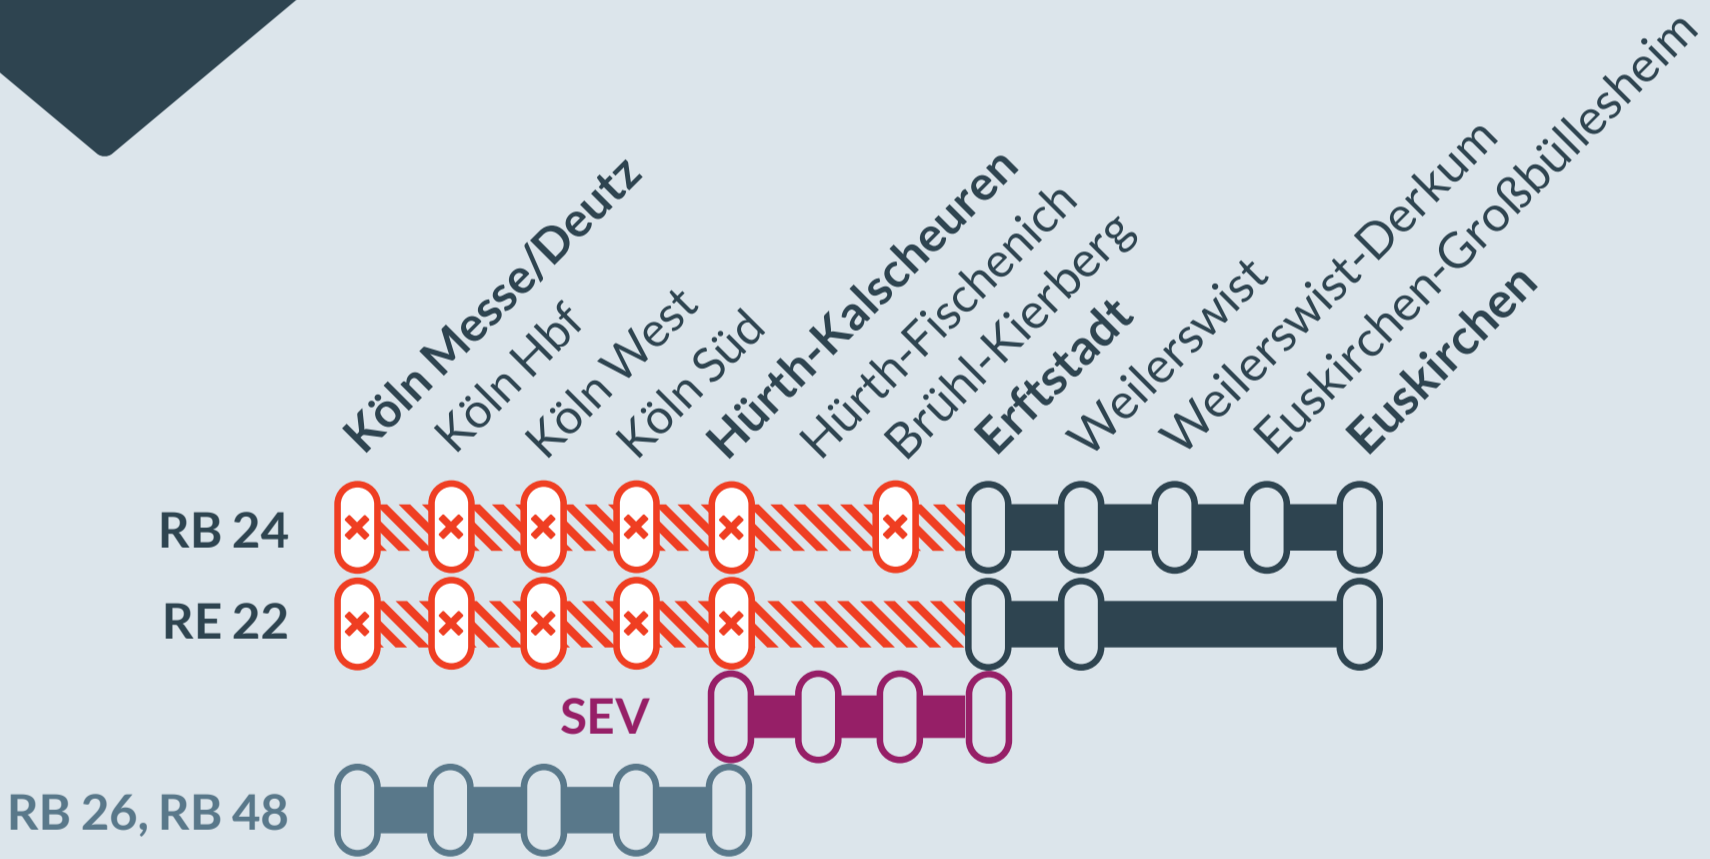 Köln Messe/Deutz
Köln Hbf
Köln West
Köln Süd
Hürth-Kalscheuren
Hürth-Fischenich
Brühl-Kierberg
Erftstadt
Weilerswist
Weilerswist-Derkum
Euskirchen-Großbüllesheim
Euskirchen
RB 24
RE 22
SEV
RB 26, RB 48